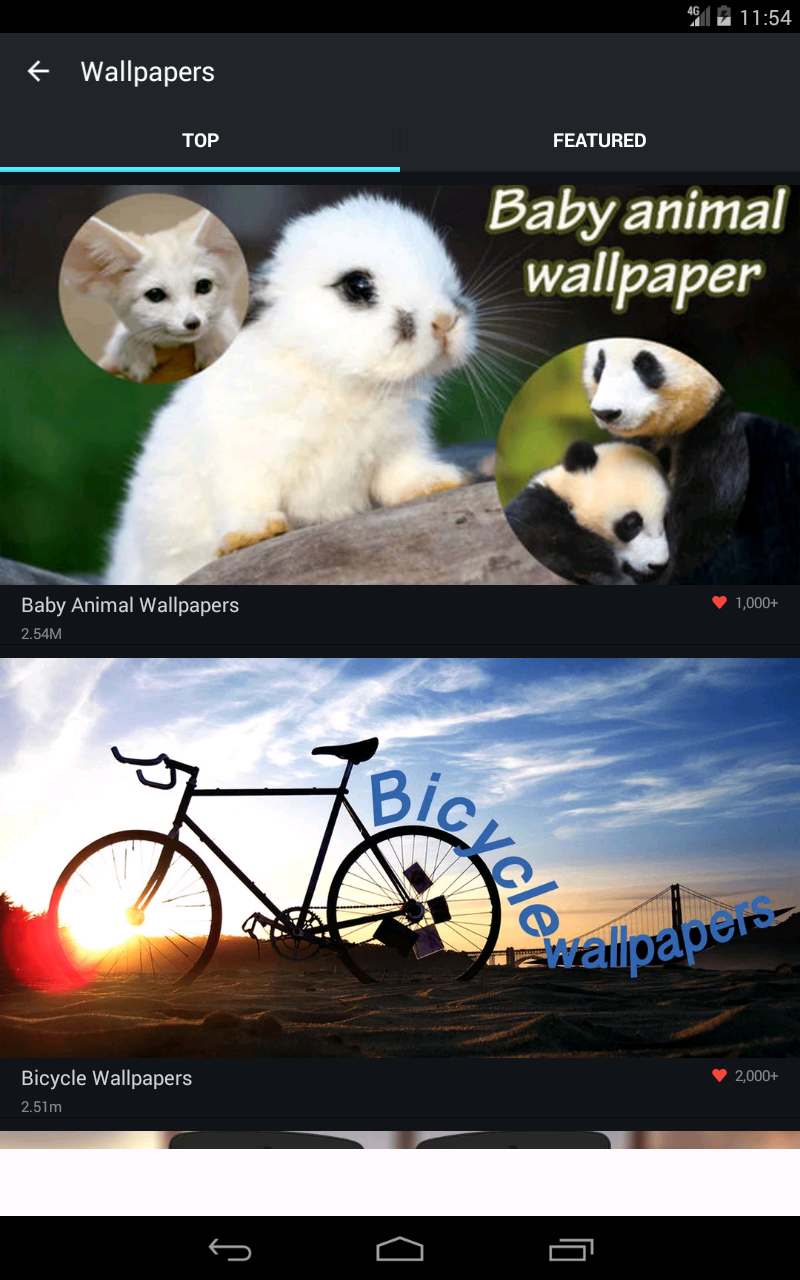 4G 11:54
Wallpapers
TOP FEATURED
Baby animal
wallpaper
Baby Animal Wallpapers 1,000+
2.54M
Bicycle
wallpapers
Bicycle Wallpapers 2,000+
2.51m